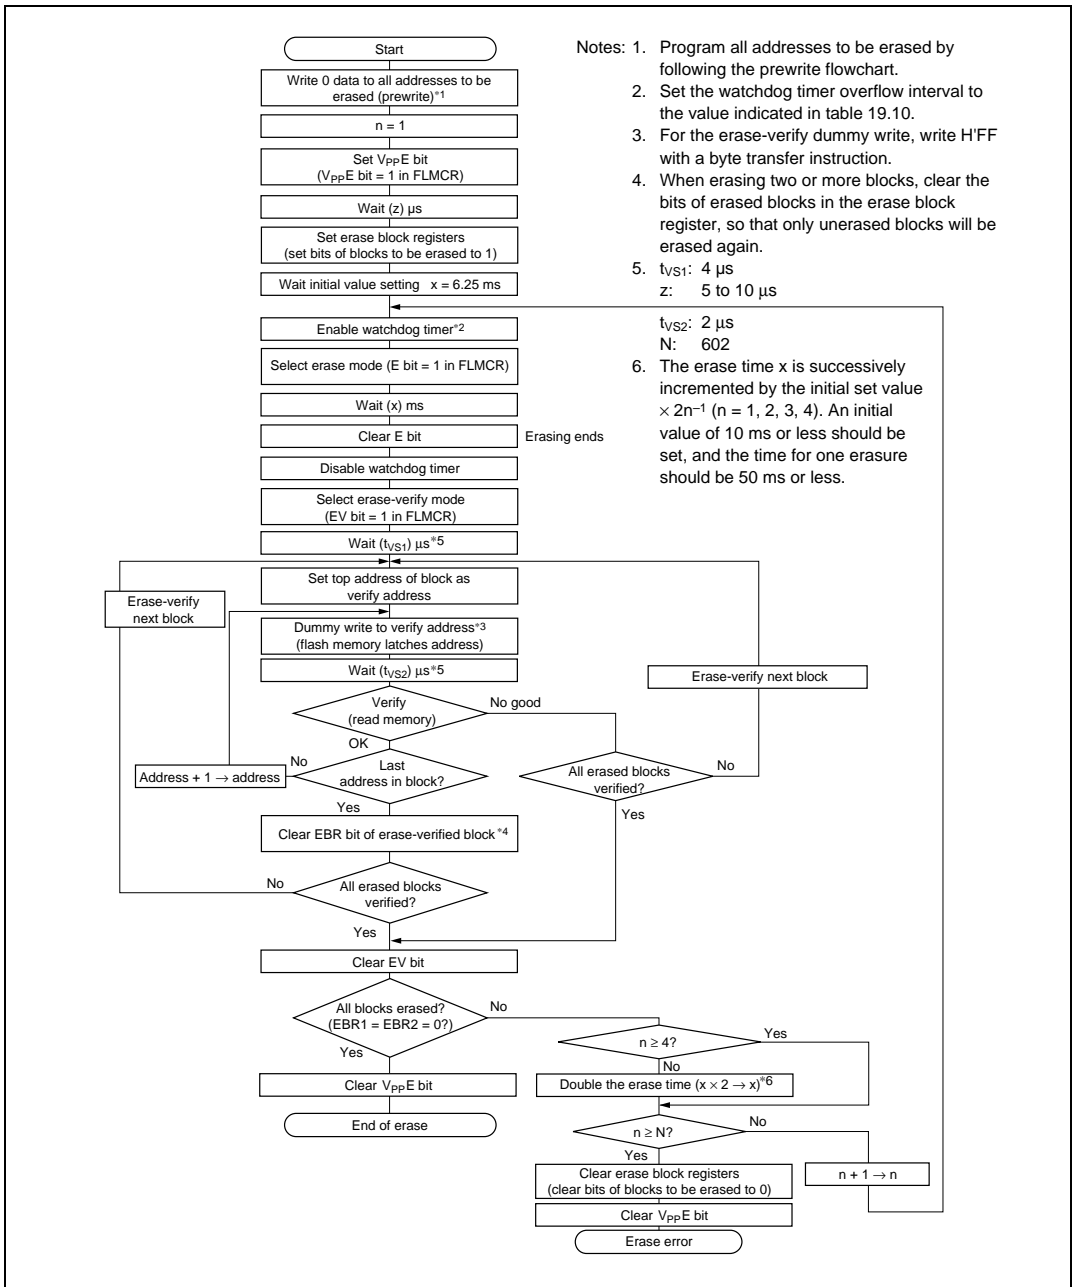 Start
Write 0 data to all addresses to be
erased (prewrite)*1
n = 1
Set VPPE bit
(VPPE bit = 1 in FLMCR)
Wait (z) µs
Set erase block registers
(set bits of blocks to be erased to 1)
Wait initial value setting   x = 6.25 ms
Enable watchdog timer*2
Select erase mode (E bit = 1 in FLMCR)
Wait (x) ms
Clear E bit
Erasing ends
Disable watchdog timer
Select erase-verify mode
(EV bit = 1 in FLMCR)
Wait (tVS1) µs*5
Set top address of block as
verify address
Erase-verify
next block
Dummy write to verify address*3
(flash memory latches address)
Wait (tVS2) µs*5
Erase-verify next block
Verify
(read memory)
No good
OK
Last
address in block?
No
Address + 1 → address
All erased blocks
verified?
No
Yes
Yes
Clear EBR bit of erase-verified block*4
All erased blocks
verified?
No
Yes
Clear EV bit
All blocks erased?
(EBR1 = EBR2 = 0?)
No
Yes
n ≥ 4?
Yes
No
Clear VPPE bit
Double the erase time (x × 2 → x)*6
End of erase
n ≥ N?
No
Yes
Clear erase block registers
(clear bits of blocks to be erased to 0)
n + 1 → n
Clear VPPE bit
Erase error
Notes: 1. Program all addresses to be erased by
following the prewrite flowchart.
2. Set the watchdog timer overflow interval to
the value indicated in table 19.10.
3. For the erase-verify dummy write, write H'FF
with a byte transfer instruction.
4. When erasing two or more blocks, clear the
bits of erased blocks in the erase block
register, so that only unerased blocks will be
erased again.
5. tVS1: 4 µs
z: 5 to 10 µs
tVS2: 2 µs
N: 602
6. The erase time x is successively
incremented by the initial set value
× 2n–1 (n = 1, 2, 3, 4). An initial
value of 10 ms or less should be
set, and the time for one erasure
should be 50 ms or less.